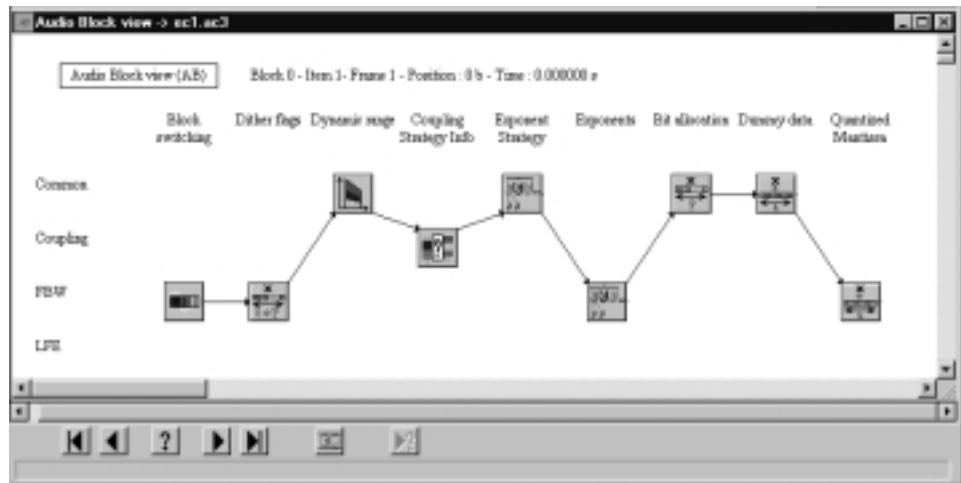 Audio Block view -> ec1.ac3
Audio Block view (AB) Block 0 - Item 1 - Frame 1 - Position : 0 b - Time : 0.000000 s
Block switching Dither flags Dynamic range Coupling Strategy Info Exponent Strategy Exponents Bit allocation Dummy data Quantized Mantissa
Common
Coupling
FBW
LFE